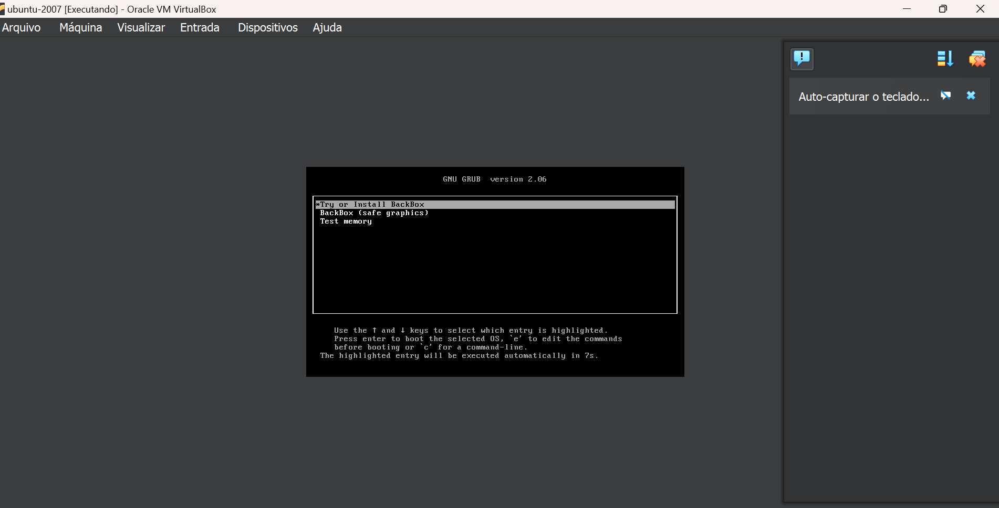 ubuntu-2007 [Executando] - Oracle VM VirtualBox
Arquivo Máquina Visualizar Entrada Dispositivos Ajuda
Auto-capturar o teclado...
GNU GRUB  version 2.06
*Try or Install BackBox
BackBox (safe graphics)
Test memory
Use the ↑ and ↓ keys to select which entry is highlighted.
Press enter to boot the selected OS, `e' to edit the commands
before booting or `c' for a command-line.
The highlighted entry will be executed automatically in 7s.